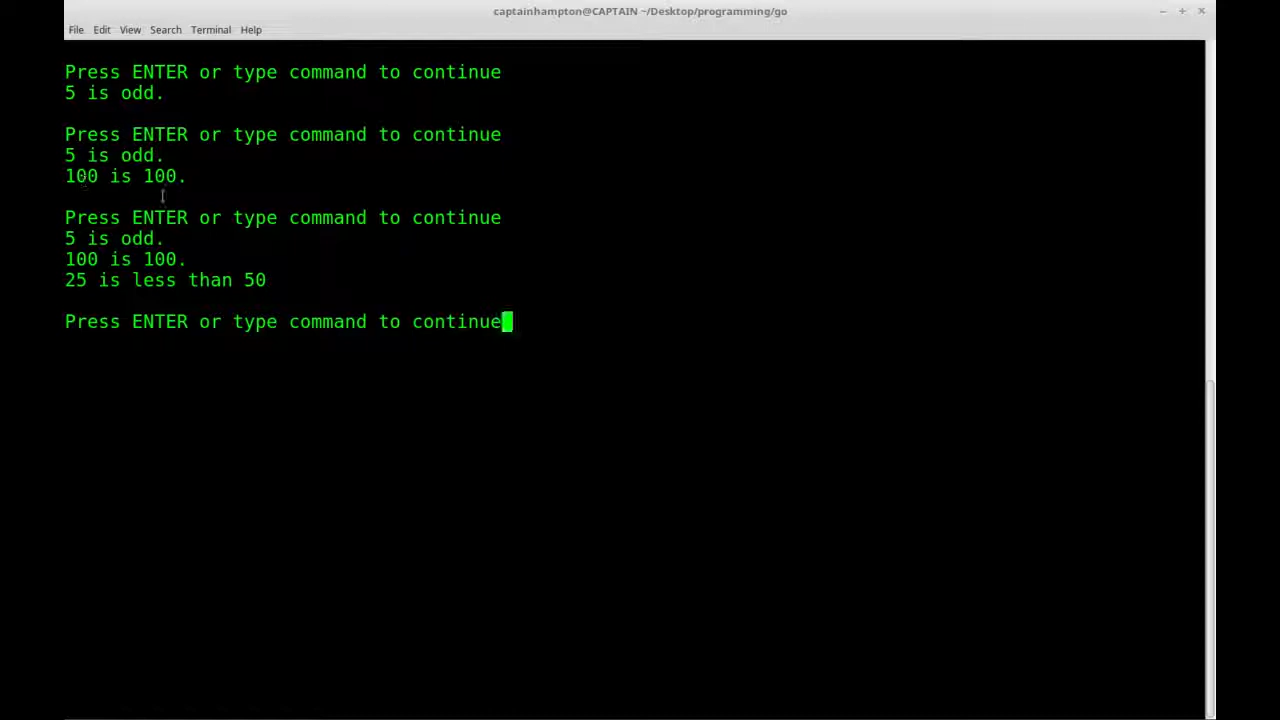 captainhampton@CAPTAIN ~/Desktop/programming/go
File Edit View Search Terminal Help
Press ENTER or type command to continue
5 is odd.
Press ENTER or type command to continue
5 is odd.
100 is 100.
Press ENTER or type command to continue
5 is odd.
100 is 100.
25 is less than 50
Press ENTER or type command to continue